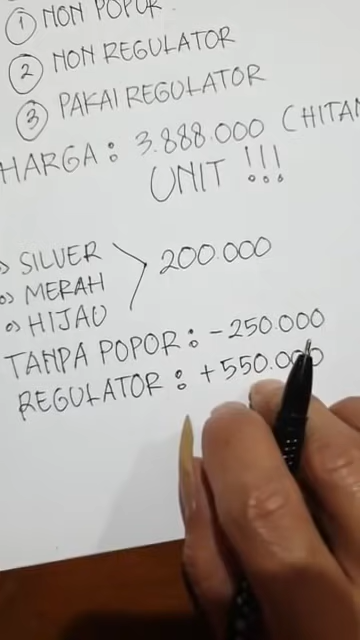 ① NON POPOR
② NON REGULATOR
③ PAKAI REGULATOR
HARGA : 3.888.000 (HITAM
UNIT !!!
SILVER
MERAH 200.000
HIJAU
TANPA POPOR : -250.000
REGULATOR : +550.000